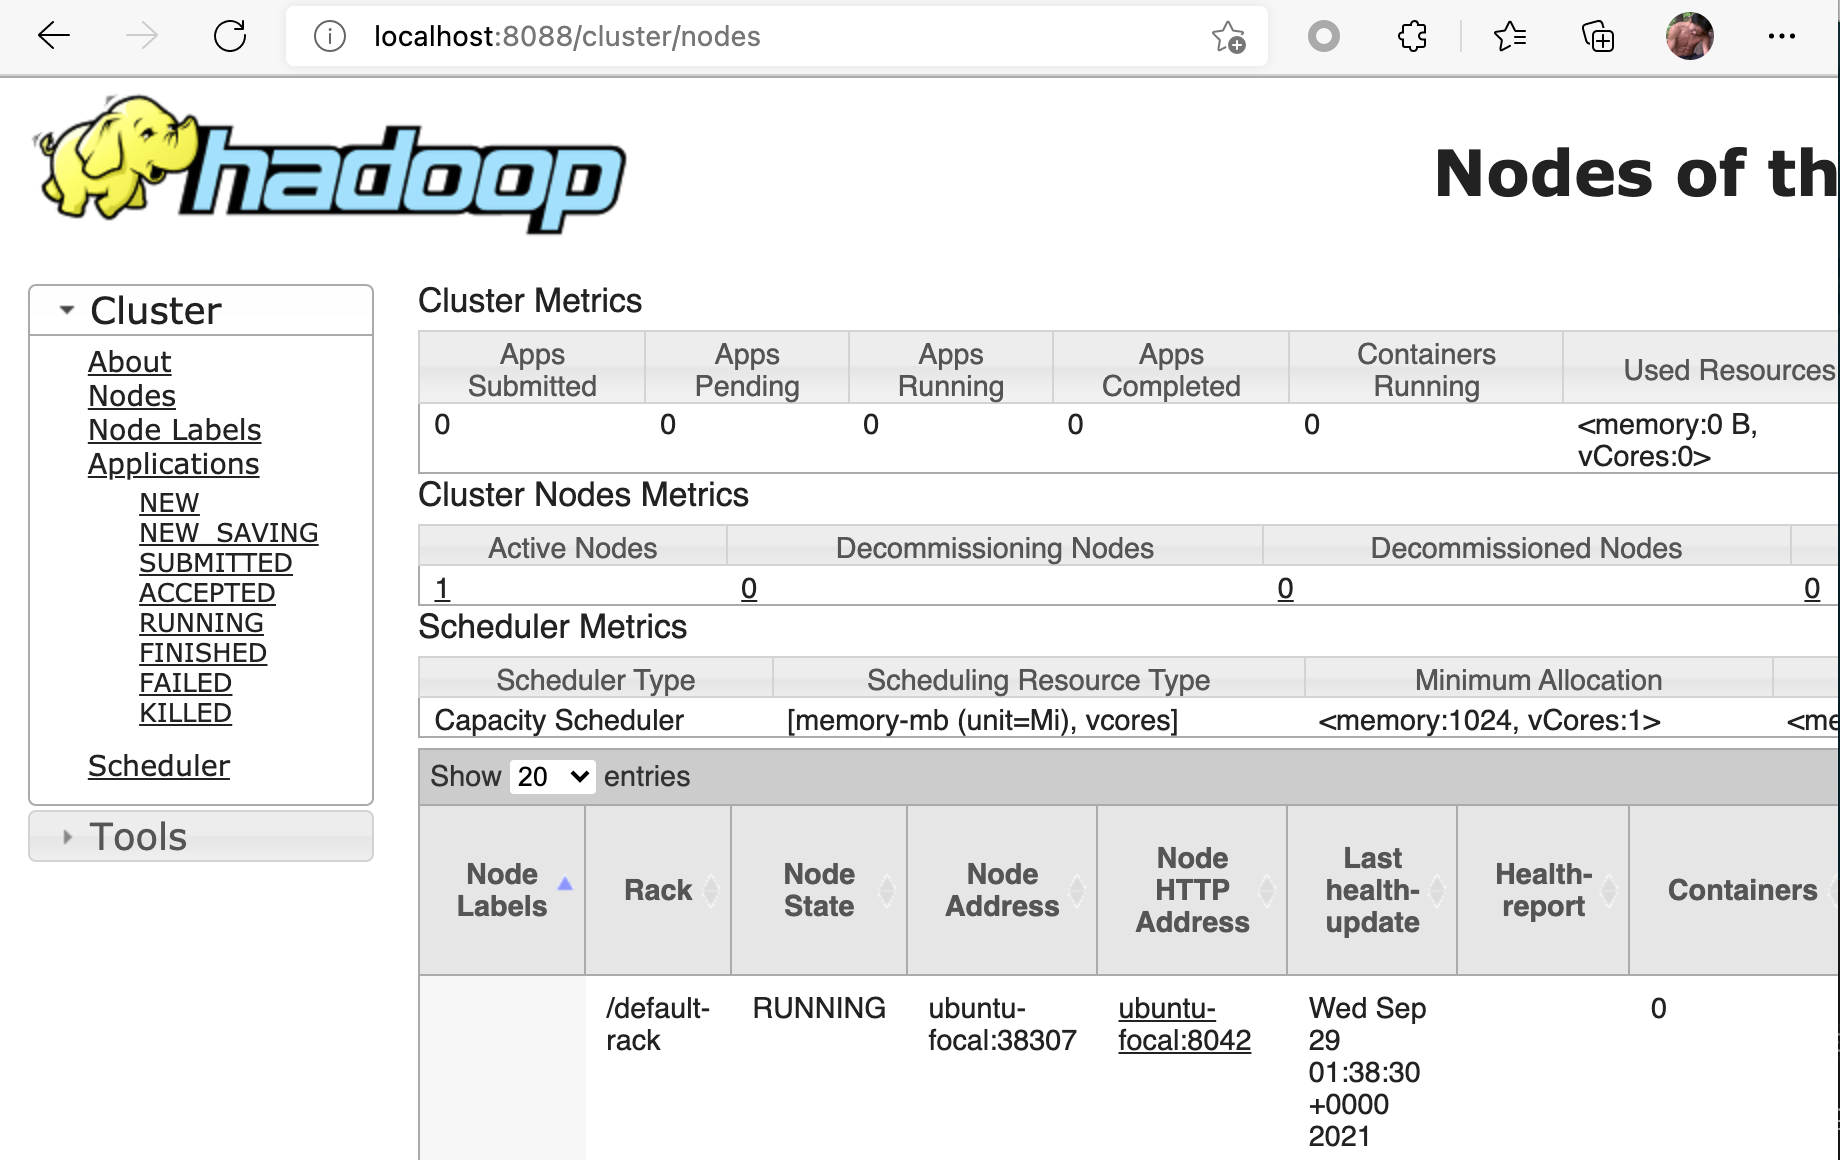 localhost:8088/cluster/nodes
hadoop
Nodes of th
Cluster
About
Nodes
Node Labels
Applications
NEW
NEW_SAVING
SUBMITTED
ACCEPTED
RUNNING
FINISHED
FAILED
KILLED
Scheduler
Tools
Cluster Metrics
Apps Submitted Apps Pending Apps Running Apps Completed Containers Running Used Resources
0 0 0 0 0 <memory:0 B, vCores:0>
Cluster Nodes Metrics
Active Nodes Decommissioning Nodes Decommissioned Nodes
1 0 0 0
Scheduler Metrics
Scheduler Type Scheduling Resource Type Minimum Allocation
Capacity Scheduler [memory-mb (unit=Mi), vcores] <memory:1024, vCores:1> <me
Show 20 entries
Node Labels Rack Node State Node Address Node HTTP Address Last health-update Health-report Containers
/default-rack RUNNING ubuntu-focal:38307 ubuntu-focal:8042 Wed Sep 29 01:38:30 +0000 2021 0